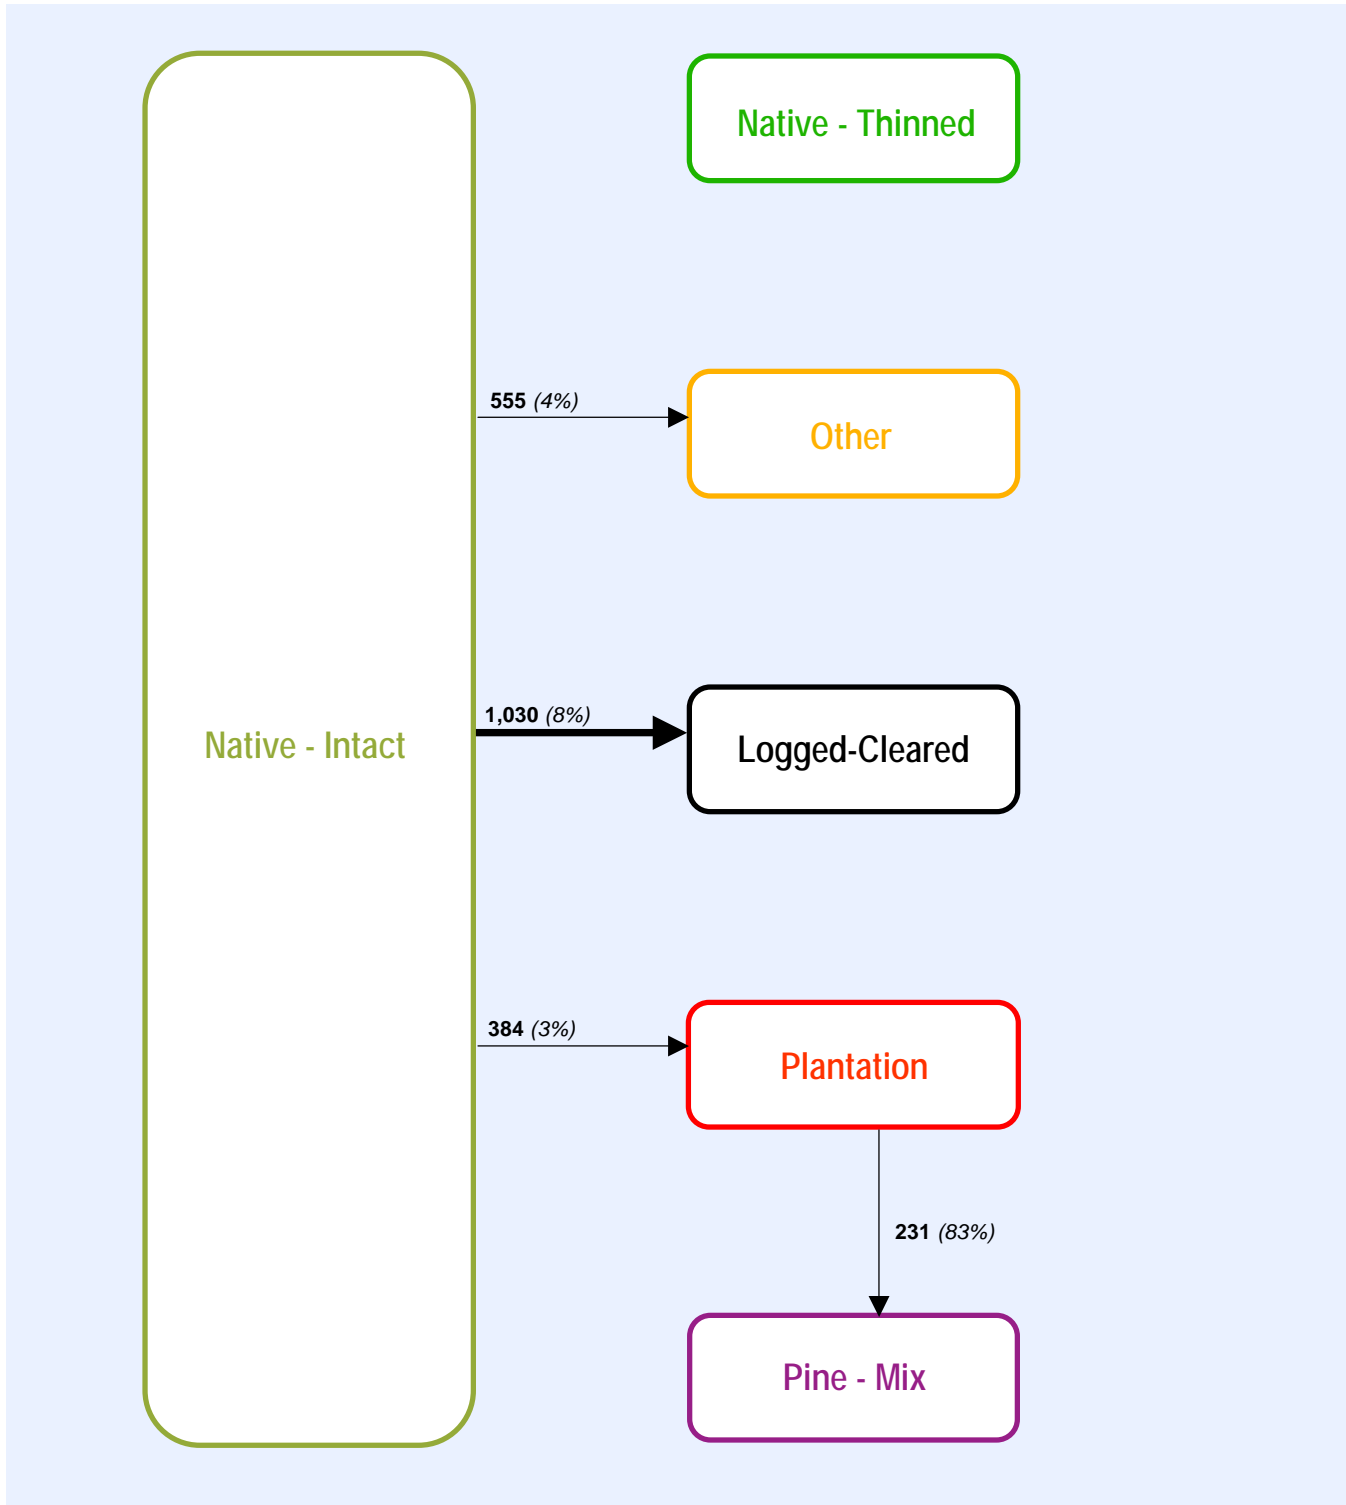 Native - Thinned
555 (4%)
Other
1,030 (8%)
Native - Intact
Logged-Cleared
384 (3%)
Plantation
231 (83%)
Pine - Mix